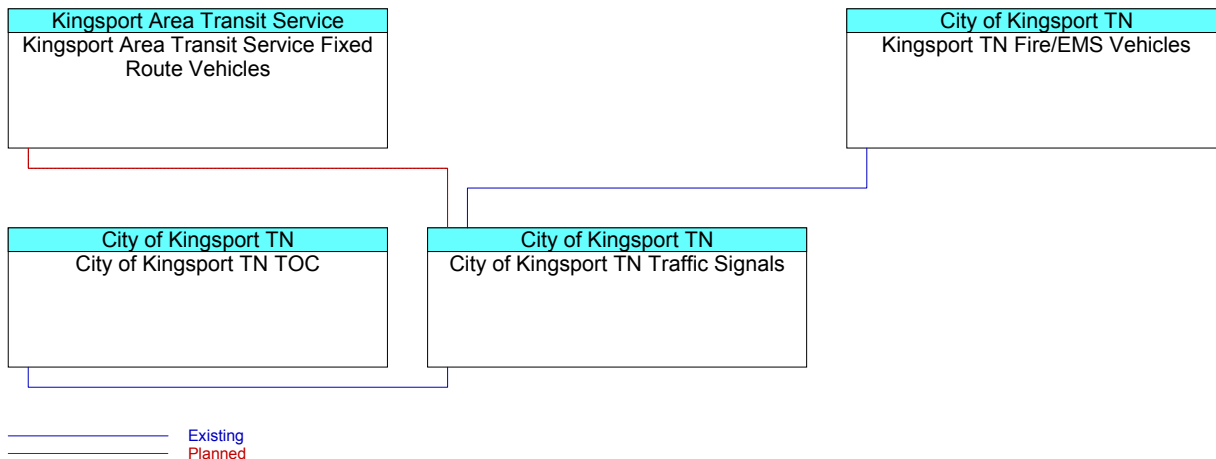 Kingsport Area Transit Service
Kingsport Area Transit Service Fixed
Route Vehicles
City of Kingsport TN
Kingsport TN Fire/EMS Vehicles
City of Kingsport TN
City of Kingsport TN TOC
City of Kingsport TN
City of Kingsport TN Traffic Signals
Existing
Planned